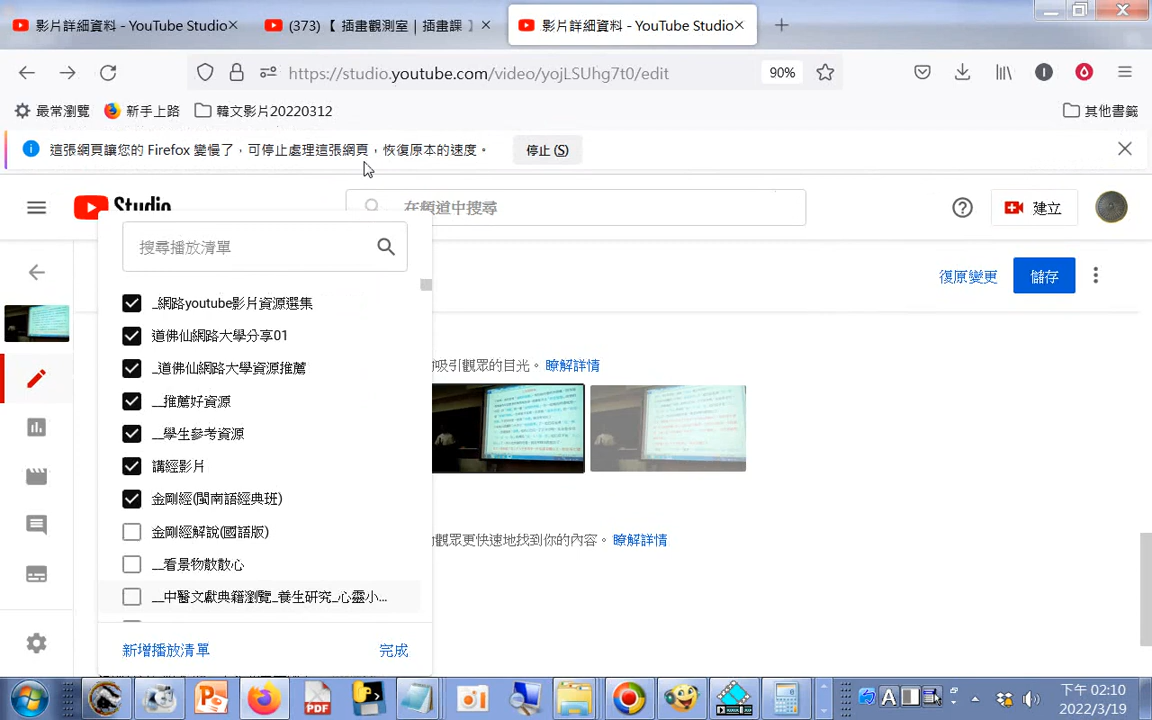 影片詳細資料 - YouTube Studio
(373)【 插畫觀測室 | 插畫課 】
影片詳細資料 - YouTube Studio
https://studio.youtube.com/video/yojLSUhg7t0/edit
90%
最常瀏覽
新手上路
韓文影片20220312
其他書籤
這張網頁讓您的 Firefox 變慢了，可停止處理這張網頁，恢復原本的速度。
停止 (S)
Studio
在頻道中搜尋
建立
搜尋播放清單
復原變更
儲存
_網路youtube影片資源選集
道佛仙網路大學分享01
_道佛仙網路大學資源推薦
吸引觀眾的目光。 瞭解詳情
__推薦好資源
__學生參考資源
講經影片
金剛經(閩南語經典班)
金剛經解說(國語版)
觀眾更快速地找到你的內容。 瞭解詳情
__看景物散散心
__中醫文獻典籍瀏覽_養生研究_心靈小...
新增播放清單
完成
下午 02:10
2022/3/19